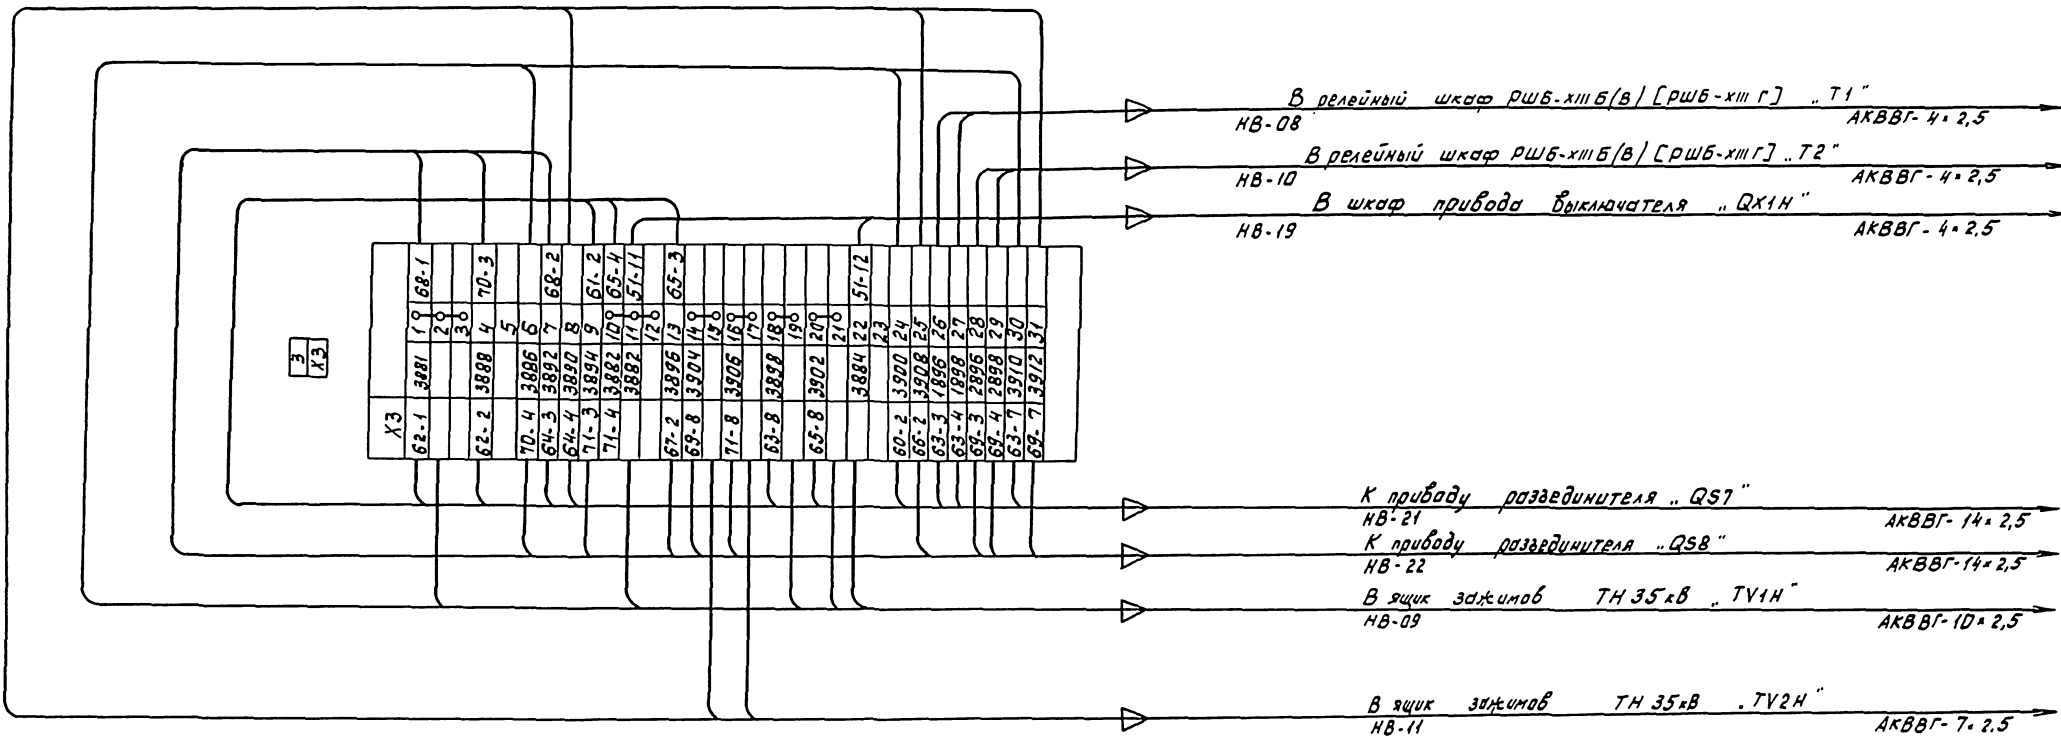 В релейный шкаф РШБ-XIII Б(В) [РШБ-XIII Г] „Т1"
НВ-08
АКВВГ-4×2,5
В релейный шкаф РШБ-XIII Б(В) [РШБ-XIII Г] „Т2"
НВ-10
АКВВГ-4×2,5
В шкаф привода выключателя „QX1Н"
НВ-19
АКВВГ-4×2,5
68-1 70-3 68-2 61-2 65-4 51-11 65-3 51-12
1 2 3 4 5 6 7 8 9 10 11 12 13 14 15 16 17 18 19 20 21 22 23 24 25 26 27 28 29 30 31
3881 3888 3886 3892 3890 3894 3882 3882 3896 3904 3906 3898 3902 3884 3900 3908 1896 1898 2896 2898 3910 3912
X3 62-1 62-2 70-4 64-3 64-4 71-3 71-4 67-2 69-8 71-8 63-8 65-8 60-2 66-2 63-3 63-4 69-3 69-4 63-7 69-7
3
X3
К приводу разъединителя „QS7"
НВ-21
АКВВГ-14×2,5
К приводу разъединителя „QS8"
НВ-22
АКВВГ-14×2,5
В ящик зажимов ТН 35кВ „TV1Н"
НВ-09
АКВВГ-10×2,5
В ящик зажимов ТН 35кВ „TV2Н"
НВ-11
АКВВГ-7×2,5